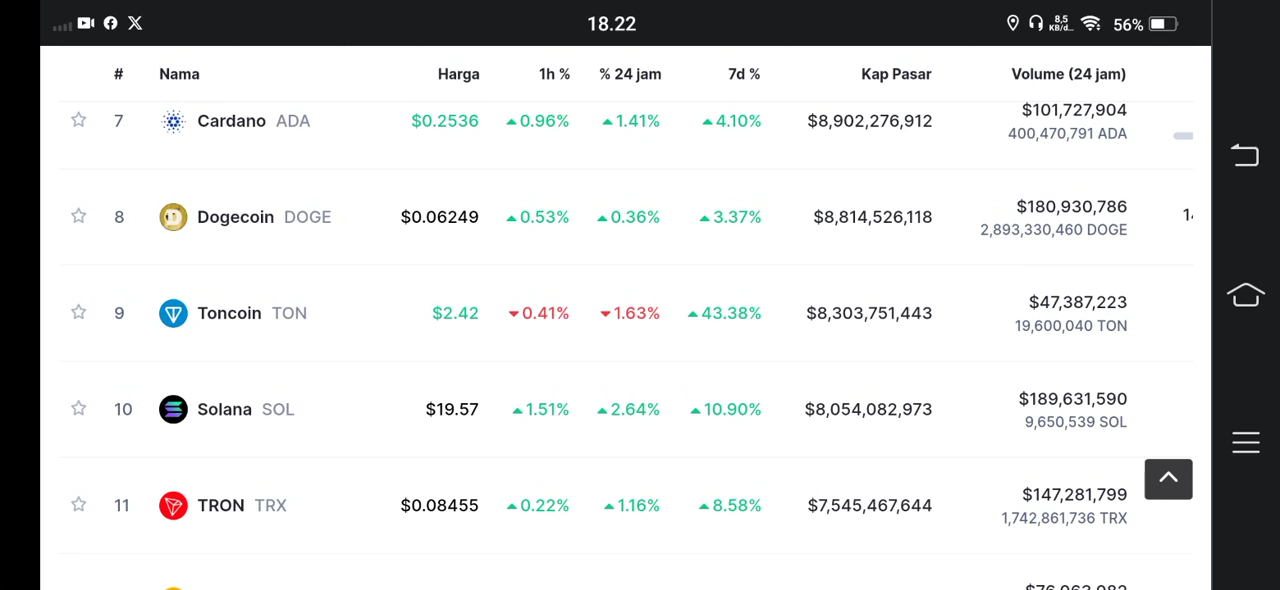 18.22
8,5
KB/d...
56%
# Nama Harga 1h % % 24 jam 7d % Kap Pasar Volume (24 jam)
7 Cardano ADA $0.2536 0.96% 1.41% 4.10% $8,902,276,912 $101,727,904
400,470,791 ADA
8 Dogecoin DOGE $0.06249 0.53% 0.36% 3.37% $8,814,526,118 $180,930,786
2,893,330,460 DOGE
9 Toncoin TON $2.42 0.41% 1.63% 43.38% $8,303,751,443 $47,387,223
19,600,040 TON
10 Solana SOL $19.57 1.51% 2.64% 10.90% $8,054,082,973 $189,631,590
9,650,539 SOL
11 TRON TRX $0.08455 0.22% 1.16% 8.58% $7,545,467,644 $147,281,799
1,742,861,736 TRX